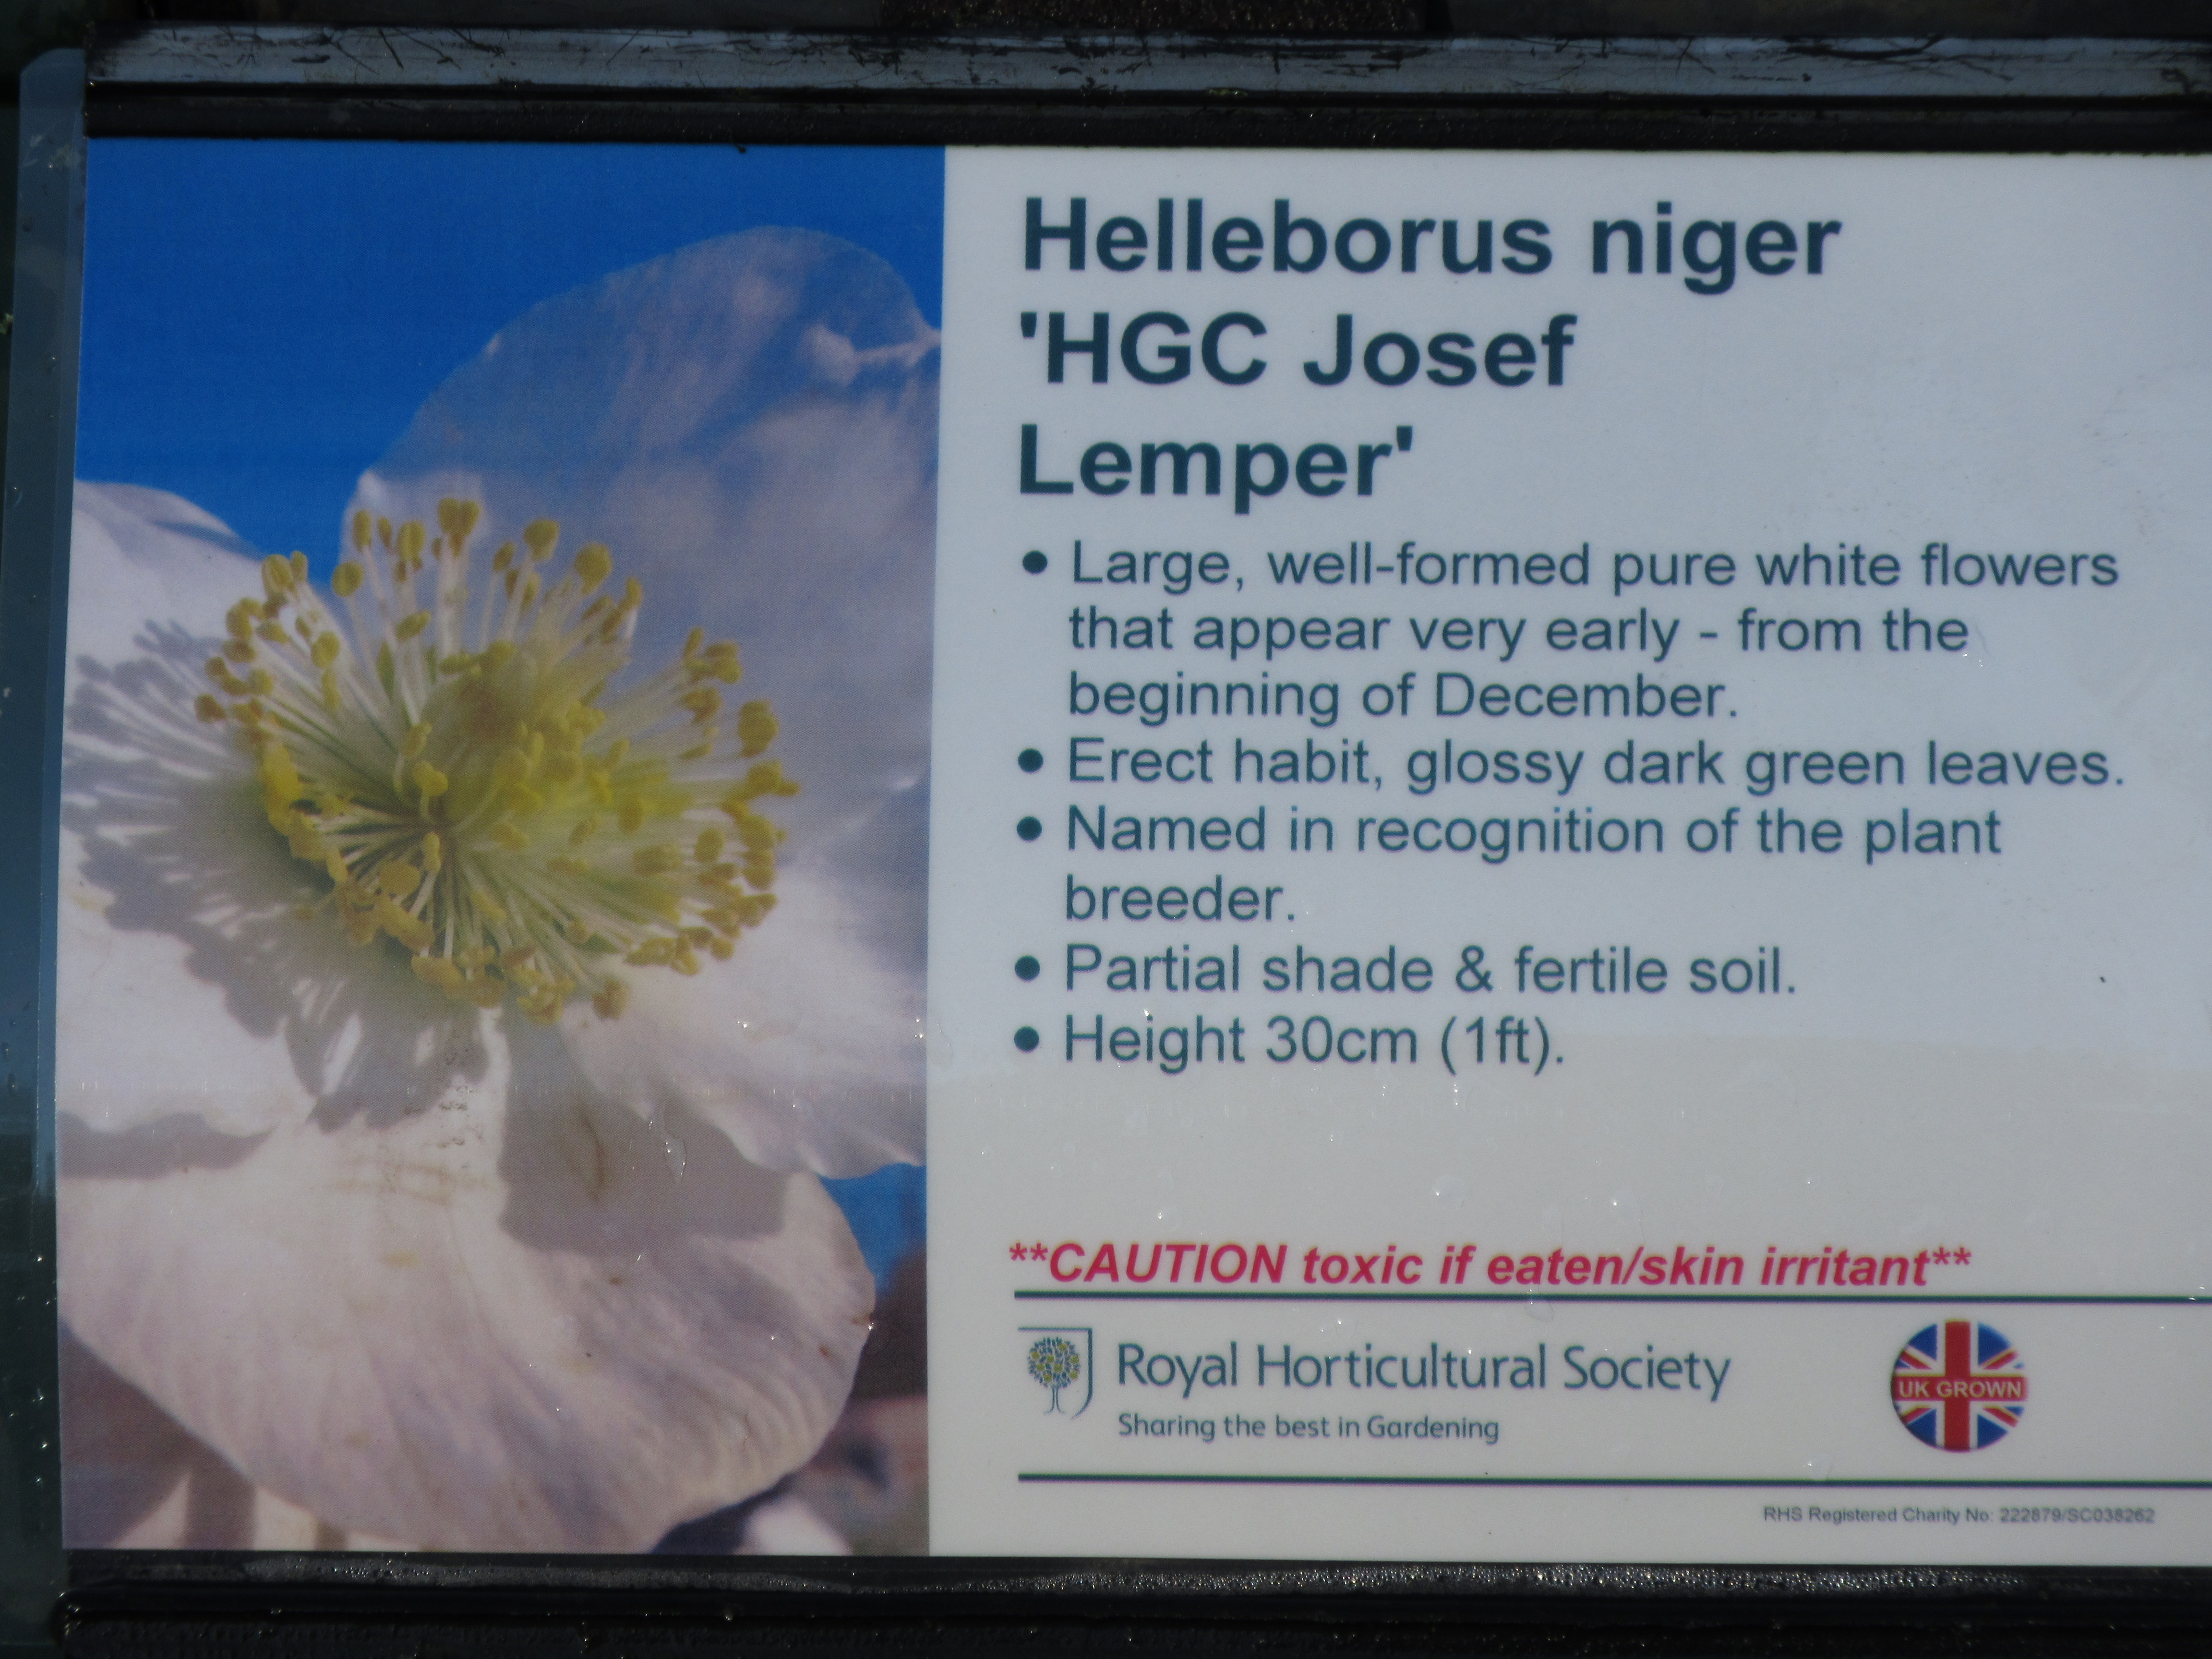 Helleborus niger
'HGC Josef
Lemper'
• Large, well-formed pure white flowers
that appear very early - from the
beginning of December.
• Erect habit, glossy dark green leaves.
• Named in recognition of the plant
breeder.
• Partial shade & fertile soil.
• Height 30cm (1ft).
**CAUTION toxic if eaten/skin irritant**
Royal Horticultural Society
Sharing the best in Gardening
UK GROWN
RHS Registered Charity No: 222879/SC038262